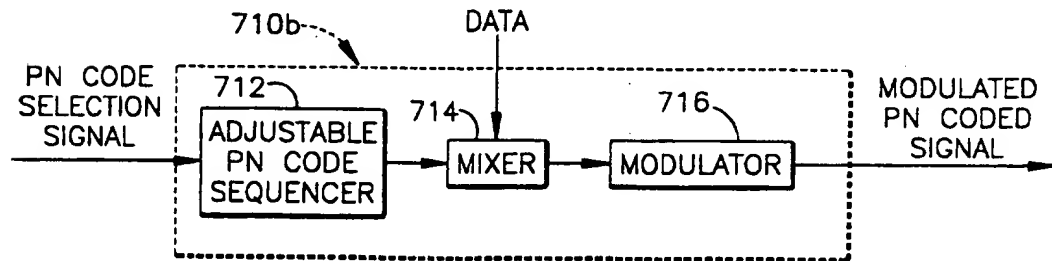 710b
DATA
PN CODE
SELECTION
SIGNAL
712
ADJUSTABLE
PN CODE
SEQUENCER
714
MIXER
716
MODULATOR
MODULATED
PN CODED
SIGNAL